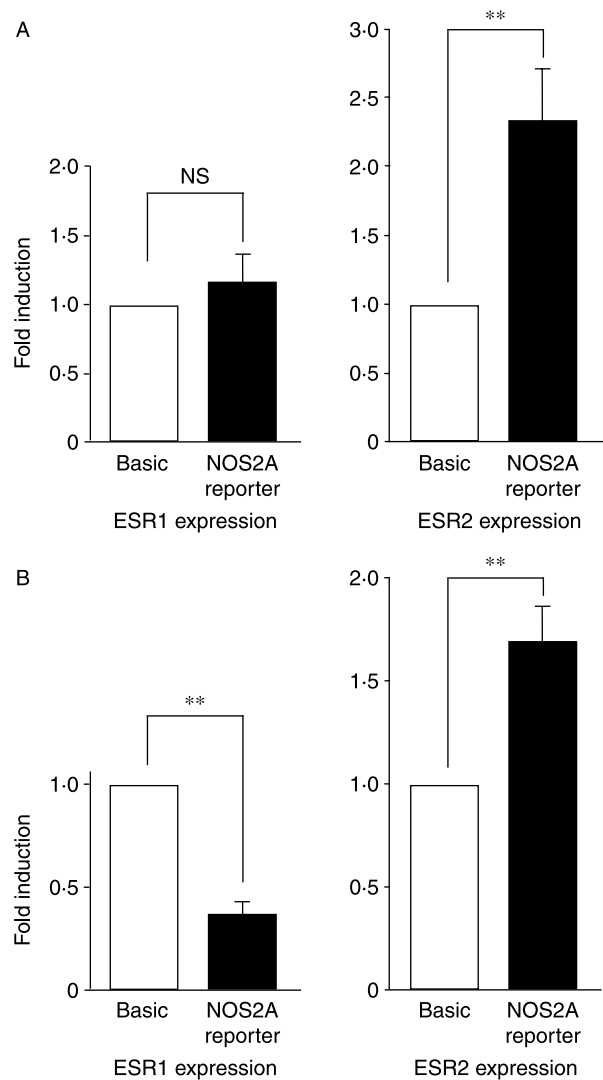 A
Fold induction
2·0
1·5
1·0
0·5
0
NS
Basic
NOS2A
reporter
ESR1 expression
3·0
2·5
2·0
1·5
1·0
0·5
0
**
Basic
NOS2A
reporter
ESR2 expression
B
Fold induction
1·0
0·5
0
**
Basic
NOS2A
reporter
ESR1 expression
2·0
1·5
1·0
0·5
0
**
Basic
NOS2A
reporter
ESR2 expression